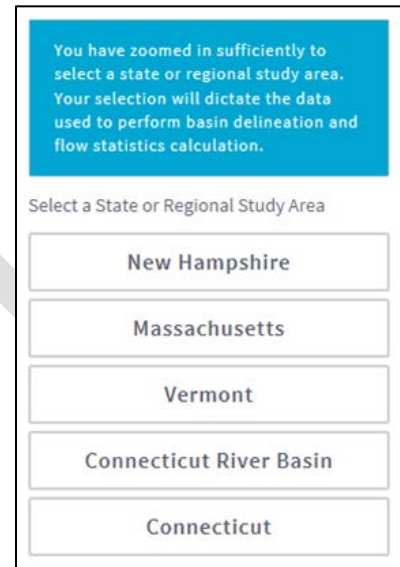 You have zoomed in sufficiently to
select a state or regional study area.
Your selection will dictate the data
used to perform basin delineation and
flow statistics calculation.
Select a State or Regional Study Area
New Hampshire
Massachusetts
Vermont
Connecticut River Basin
Connecticut